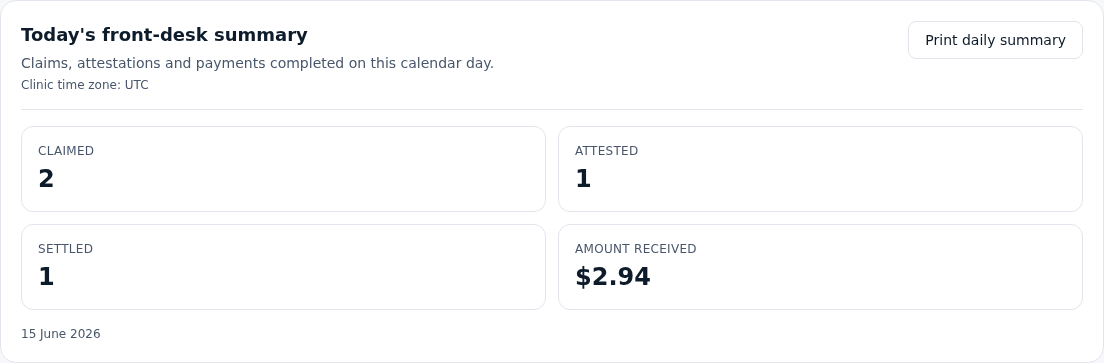 Today's front-desk summary
Print daily summary
Claims, attestations and payments completed on this calendar day.
Clinic time zone: UTC
CLAIMED
2
ATTESTED
1
SETTLED
1
AMOUNT RECEIVED
$2.94
15 June 2026